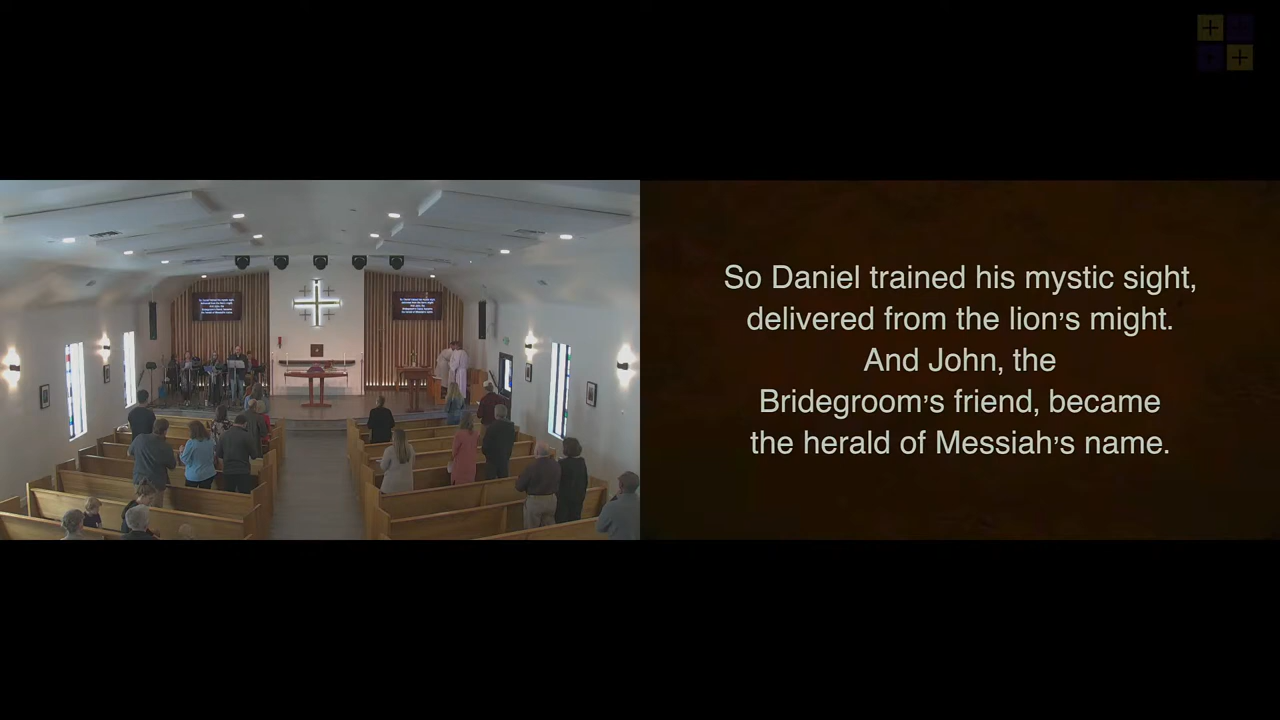 So Daniel trained his mystic sight,
delivered from the lion's might.
And John, the
Bridegroom's friend, became
the herald of Messiah's name.